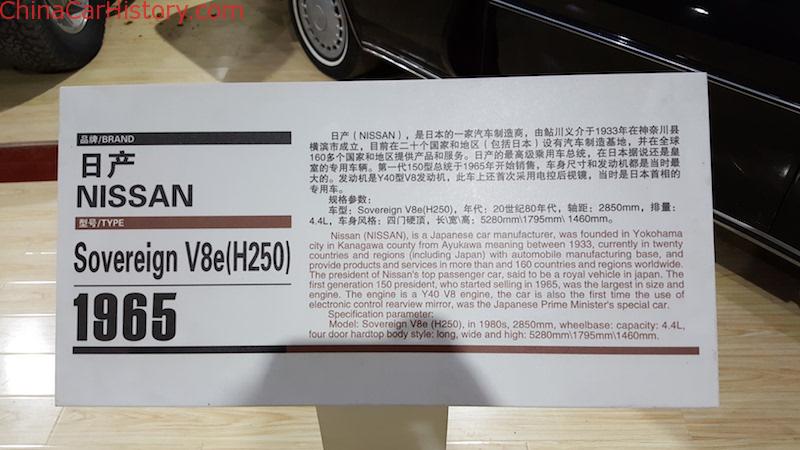 ChinaCarHistory.com
品牌/BRAND
日产
NISSAN
型号/TYPE
Sovereign V8e(H250)
1965
日产（NISSAN），是日本的一家汽车制造商，由鲇川义介于1933年在神奈川县
横滨市成立，目前在二十个国家和地区（包括日本）设有汽车制造基地，并在全球
160多个国家和地区提供产品和服务。日产的最高级乘用车总统，在日本据说还是皇
室的专用车辆。第一代150型总统于1965年开始销售，车身尺寸和发动机都是当时最
大的。发动机是Y40型V8发动机，此车上还首次采用电控后视镜，当时是日本首相的
专用车。
规格参数：
车型：Sovereign V8e(H250)，年代：20世纪80年代，轴距：2850mm，排量：
4.4L，车身风格：四门硬顶，长\宽\高：5280mm\1795mm\ 1460mm。
Nissan (NISSAN), is a Japanese car manufacturer, was founded in Yokohama
city in Kanagawa county from Ayukawa meaning between 1933, currently in twenty
countries and regions (including Japan) with automobile manufacturing base, and
provide products and services in more than and 160 countries and regions worldwide.
The president of Nissan's top passenger car, said to be a royal vehicle in japan. The
first generation 150 president, who started selling in 1965, was the largest in size and
engine. The engine is a Y40 V8 engine, the car is also the first time the use of
electronic control rearview mirror, was the Japanese Prime Minister's special car.
Specification parameter:
Model: Sovereign V8e (H250), in 1980s, 2850mm, wheelbase: capacity: 4.4L,
four door hardtop body style: long, wide and high: 5280mm\1795mm\1460mm.